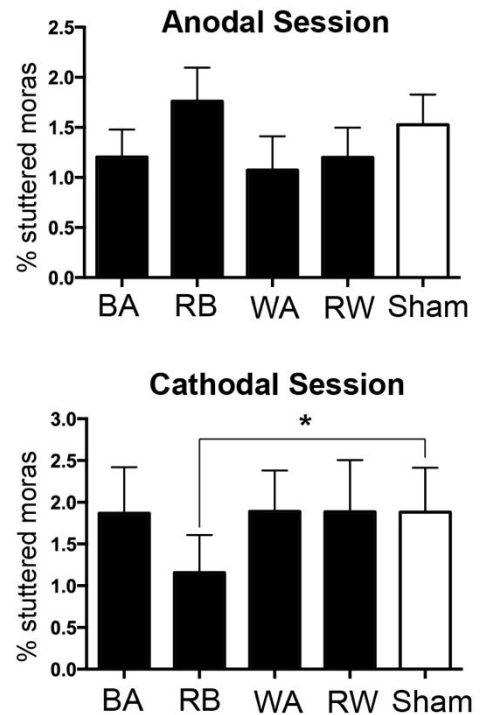 Anodal Session
% stuttered moras
2.5
2.0
1.5
1.0
0.5
0.0
BA RB WA RW Sham
Cathodal Session
% stuttered moras
3.0
2.5
2.0
1.5
1.0
0.5
0.0
*
BA RB WA RW Sham